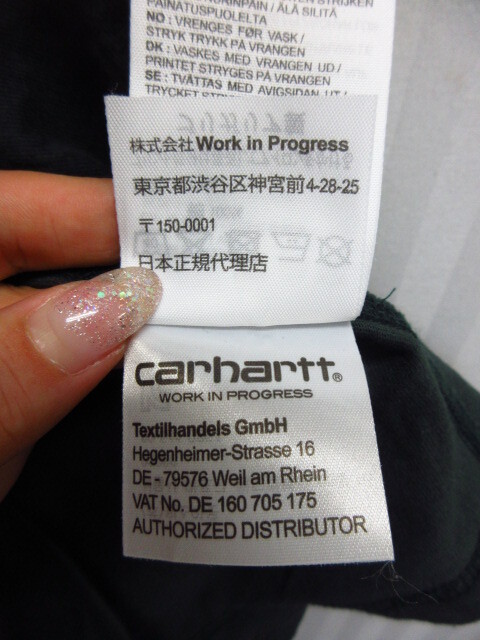 PAINATUSPUOLELTA
NO : VRENGES FØR VASK /
STRYK TRYKK PÅ VRANGEN
DK : VASKES MED VRANGEN UD /
PRINTET STRYGES PÅ VRANGEN
SE : TVÄTTAS MED AVIGSIDAN UT /
TRYCKET STRYKS
株式会社Work in Progress
東京都渋谷区神宮前4-28-25
〒150-0001
日本正規代理店
carhartt®
WORK IN PROGRESS
Textilhandels GmbH
Hegenheimer-Strasse 16
DE - 79576 Weil am Rhein
VAT No. DE 160 705 175
AUTHORIZED DISTRIBUTOR